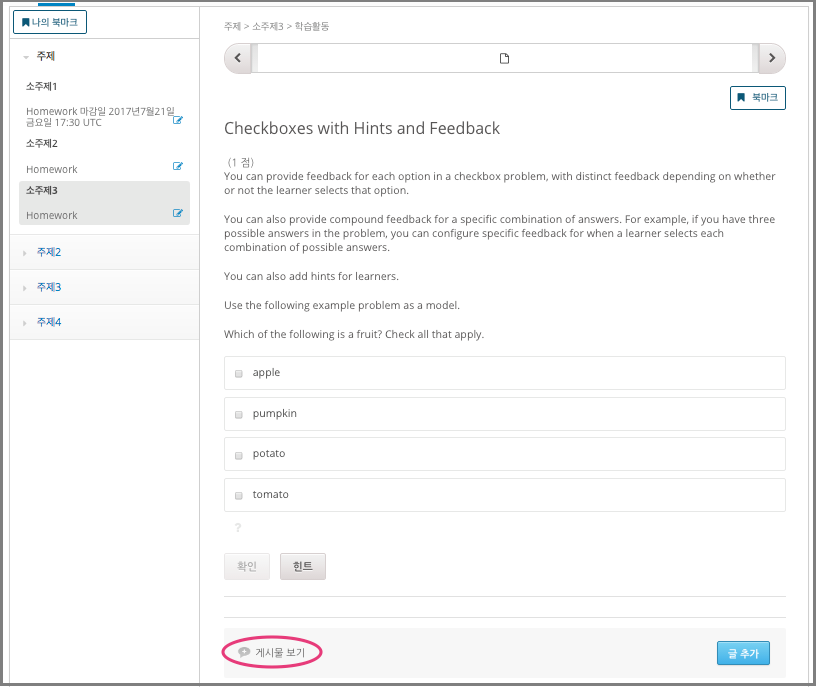 나의 북마크
주제
소주제1
Homework 마감일 2017년7월21일
금요일 17:30 UTC
소주제2
Homework
소주제3
Homework
주제2
주제3
주제4
주제 > 소주제3 > 학습활동
북마크
Checkboxes with Hints and Feedback
(1 점)
You can provide feedback for each option in a checkbox problem, with distinct feedback depending on whether
or not the learner selects that option.
You can also provide compound feedback for a specific combination of answers. For example, if you have three
possible answers in the problem, you can configure specific feedback for when a learner selects each
combination of possible answers.
You can also add hints for learners.
Use the following example problem as a model.
Which of the following is a fruit? Check all that apply.
apple
pumpkin
potato
tomato
?
확인 힌트
게시물 보기
글 추가